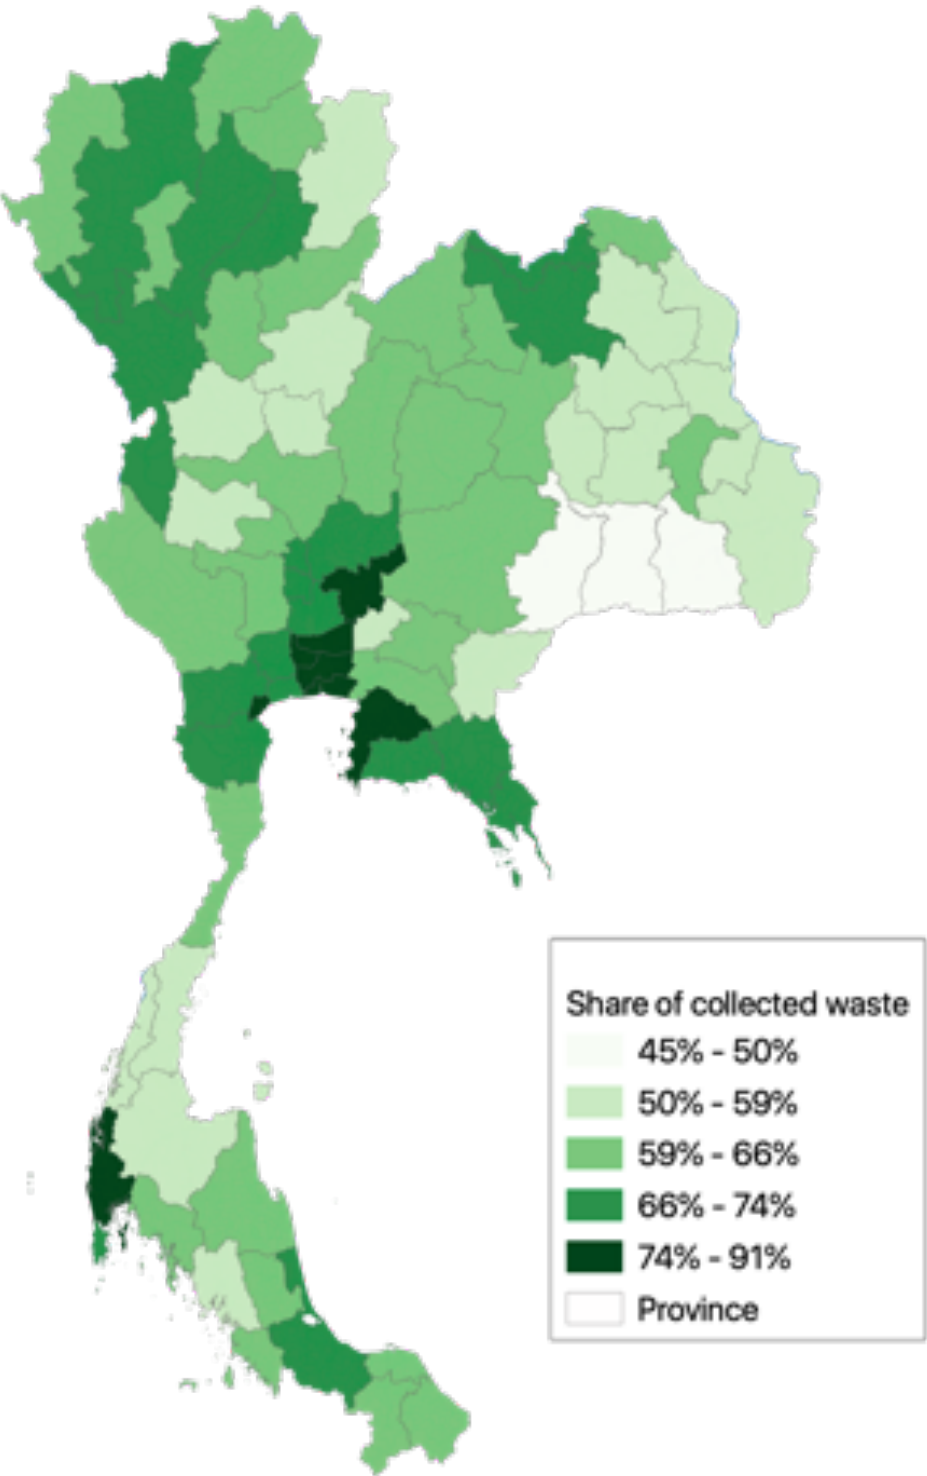 Share of collected waste
45% - 50%
50% - 59%
59% - 66%
66% - 74%
74% - 91%
Province